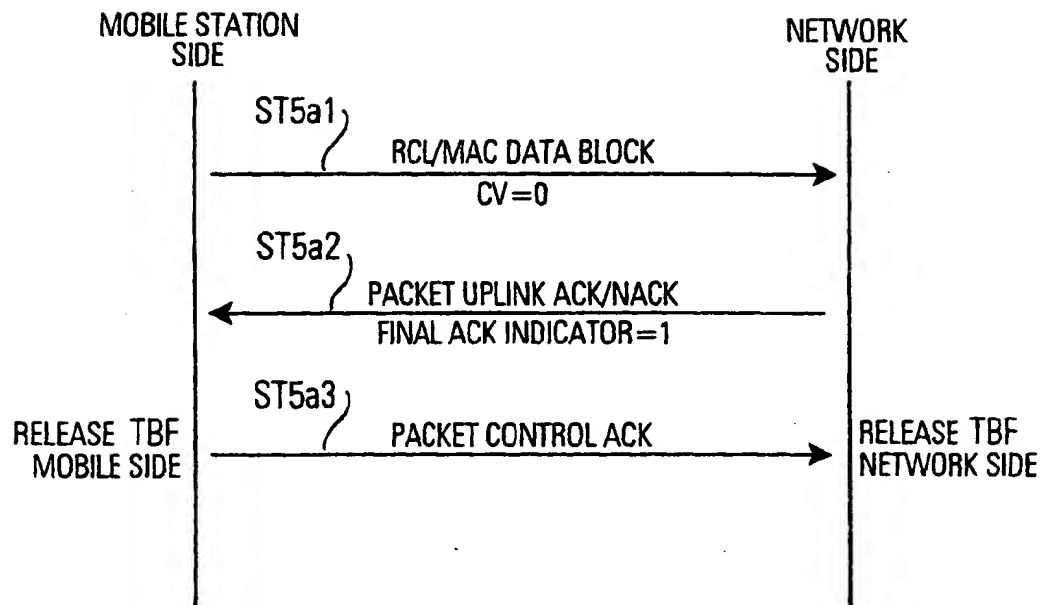 MOBILE STATION
SIDE
NETWORK
SIDE
ST5a1
RCL/MAC DATA BLOCK
CV=0
ST5a2
PACKET UPLINK ACK/NACK
FINAL ACK INDICATOR=1
ST5a3
RELEASE TBF
MOBILE SIDE
PACKET CONTROL ACK
RELEASE TBF
NETWORK SIDE